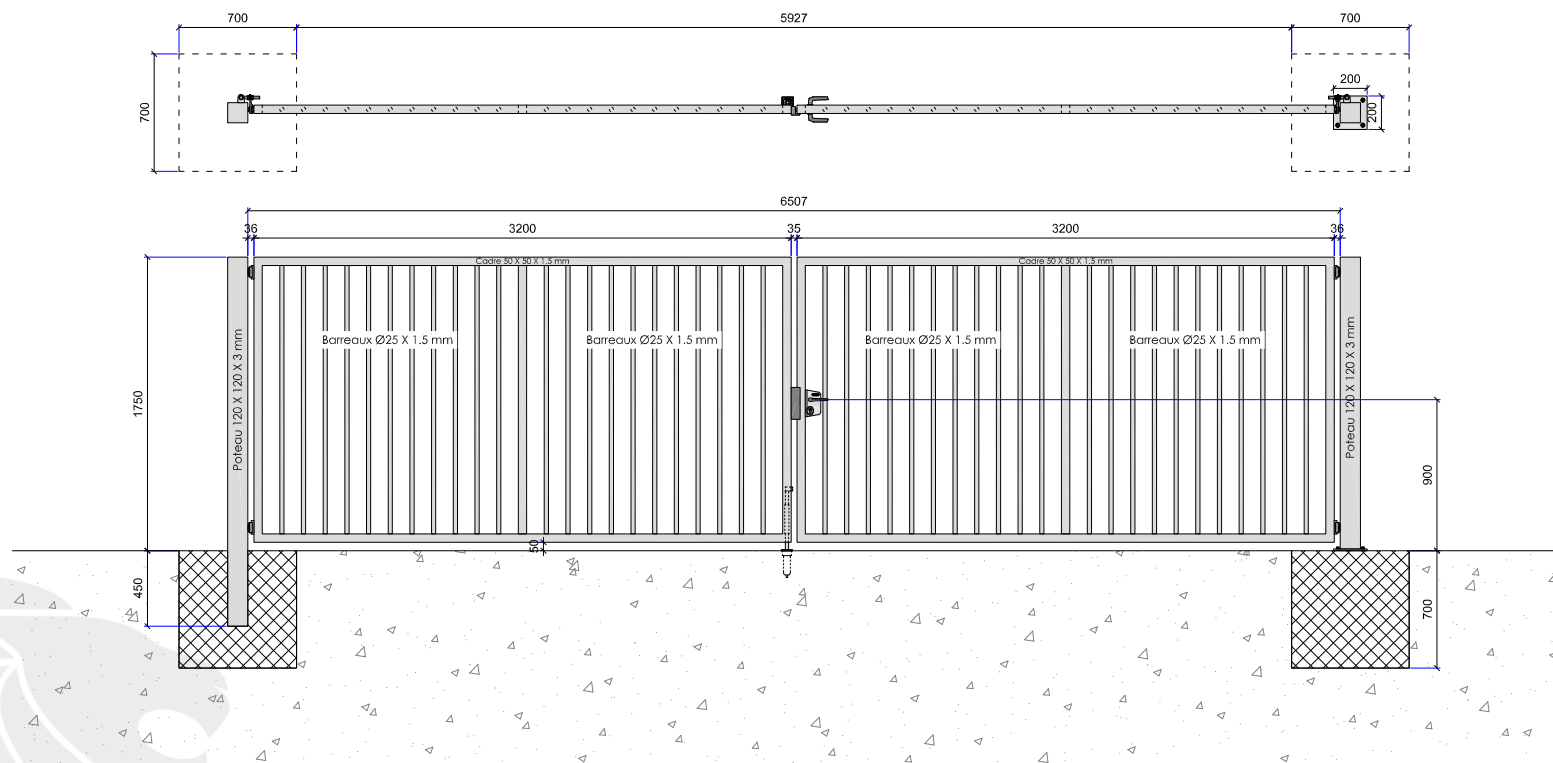 700
5927
700
700
200
200
6507
36
3200
35
3200
36
Cadre 50 X 50 X 1.5 mm
Cadre 50 X 50 X 1.5 mm
Barreaux Ø25 X 1.5 mm
Barreaux Ø25 X 1.5 mm
Barreaux Ø25 X 1.5 mm
Barreaux Ø25 X 1.5 mm
Poteau 120 X 120 X 3 mm
Poteau 120 X 120 X 3 mm
1750
900
50
450
700